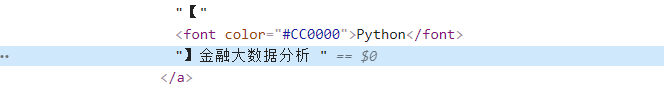 "【"
<font color="#CC0000">Python</font>
"】金融大数据分析 " == $0
</a>